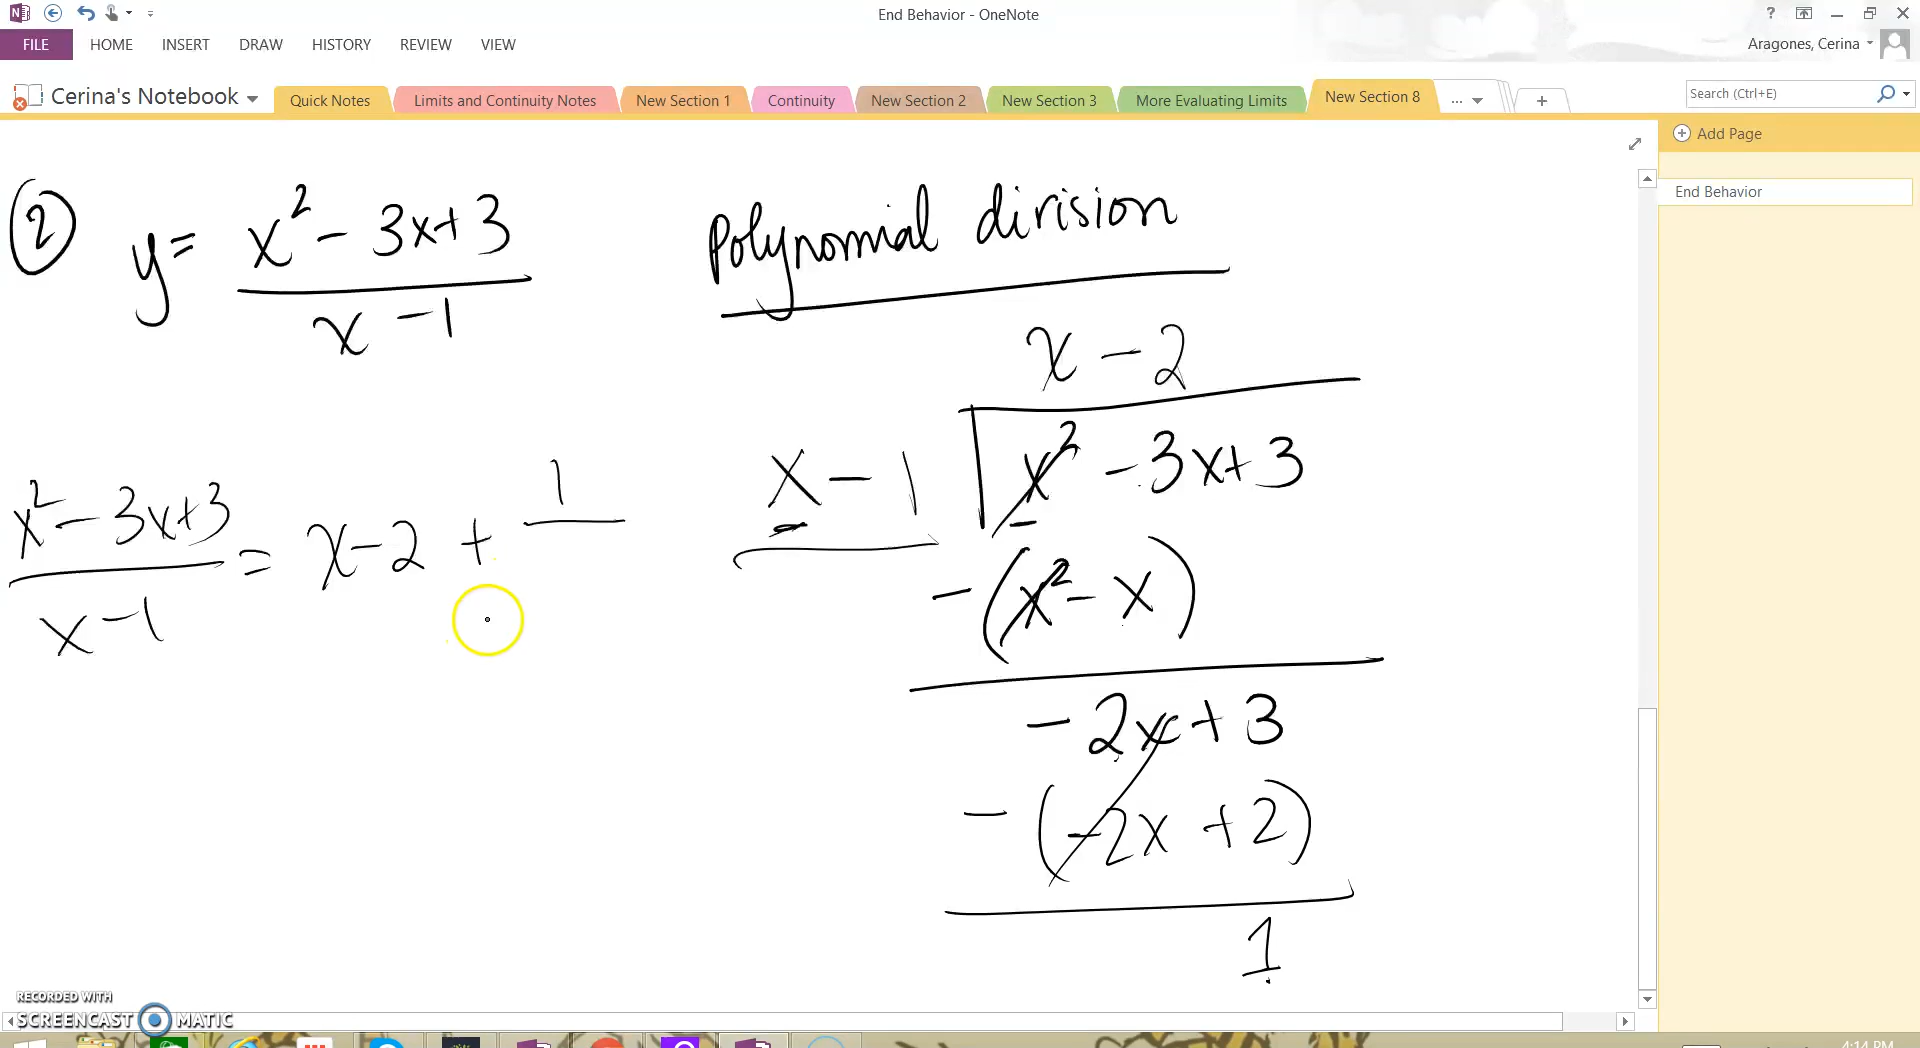 End Behavior - OneNote
?
FILE HOME INSERT DRAW HISTORY REVIEW VIEW
Aragones, Cerina
Cerina's Notebook
Quick Notes
Limits and Continuity Notes
New Section 1
Continuity
New Section 2
New Section 3
More Evaluating Limits
New Section 8
...
Search (Ctrl+E)
Add Page
End Behavior
② y = (x² - 3x + 3) / (x - 1)
Polynomial division
x - 2
x - 1 | x² - 3x + 3
- (x² - x)
- 2x + 3
- (-2x + 2)
1
(x² - 3x + 3) / (x - 1) = x - 2 + 1 /
RECORDED WITH
SCREENCAST MATIC
4:14 PM